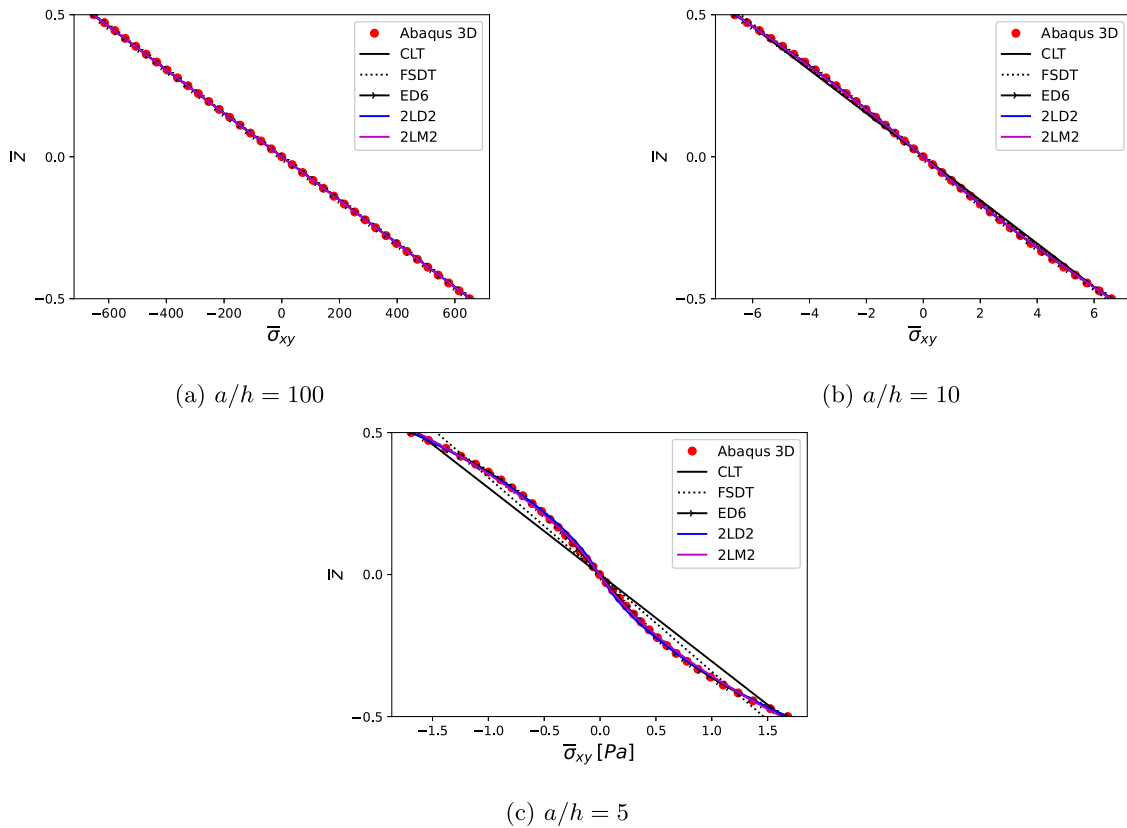 0.5
0.0
−0.5
z̅
−600 −400 −200 0 200 400 600
σ̅xy
Abaqus 3D
CLT
FSDT
ED6
2LD2
2LM2
(a) a/h = 100
0.5
0.0
−0.5
z̅
−6 −4 −2 0 2 4 6
σ̅xy
Abaqus 3D
CLT
FSDT
ED6
2LD2
2LM2
(b) a/h = 10
0.5
0.0
−0.5
z̅
−1.5 −1.0 −0.5 0.0 0.5 1.0 1.5
σ̅xy [Pa]
Abaqus 3D
CLT
FSDT
ED6
2LD2
2LM2
(c) a/h = 5